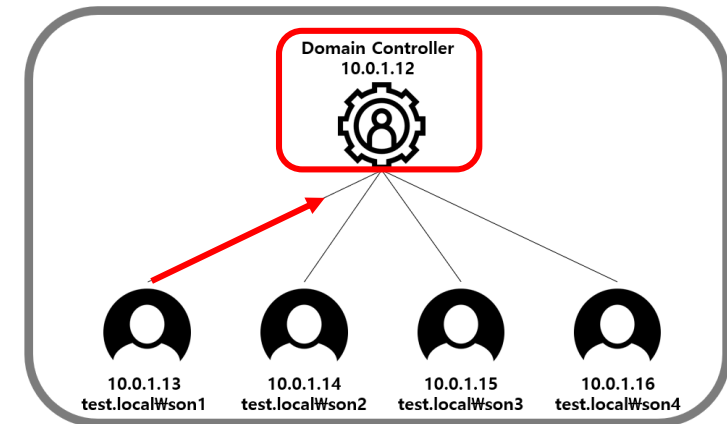 Domain Controller
10.0.1.12
10.0.1.13
test.local₩son1
10.0.1.14
test.local₩son2
10.0.1.15
test.local₩son3
10.0.1.16
test.local₩son4